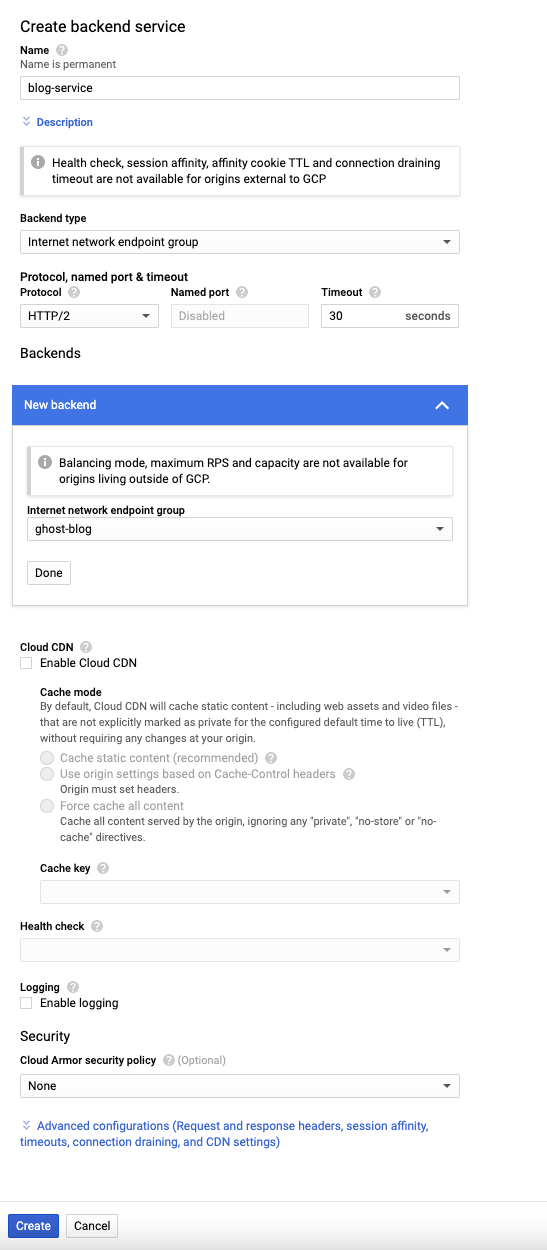 Create backend service
Name
Name is permanent
blog-service
Description
Health check, session affinity, affinity cookie TTL and connection draining
timeout are not available for origins external to GCP
Backend type
Internet network endpoint group
Protocol, named port & timeout
Protocol Named port Timeout
HTTP/2 Disabled 30 seconds
Backends
New backend
Balancing mode, maximum RPS and capacity are not available for
origins living outside of GCP.
Internet network endpoint group
ghost-blog
Done
Cloud CDN
Enable Cloud CDN
Cache mode
By default, Cloud CDN will cache static content - including web assets and video files -
that are not explicitly marked as private for the configured default time to live (TTL),
without requiring any changes at your origin.
Cache static content (recommended)
Use origin settings based on Cache-Control headers
Origin must set headers.
Force cache all content
Cache all content served by the origin, ignoring any "private", "no-store" or "no-
cache" directives.
Cache key
Health check
Logging
Enable logging
Security
Cloud Armor security policy (Optional)
None
Advanced configurations (Request and response headers, session affinity,
timeouts, connection draining, and CDN settings)
Create Cancel